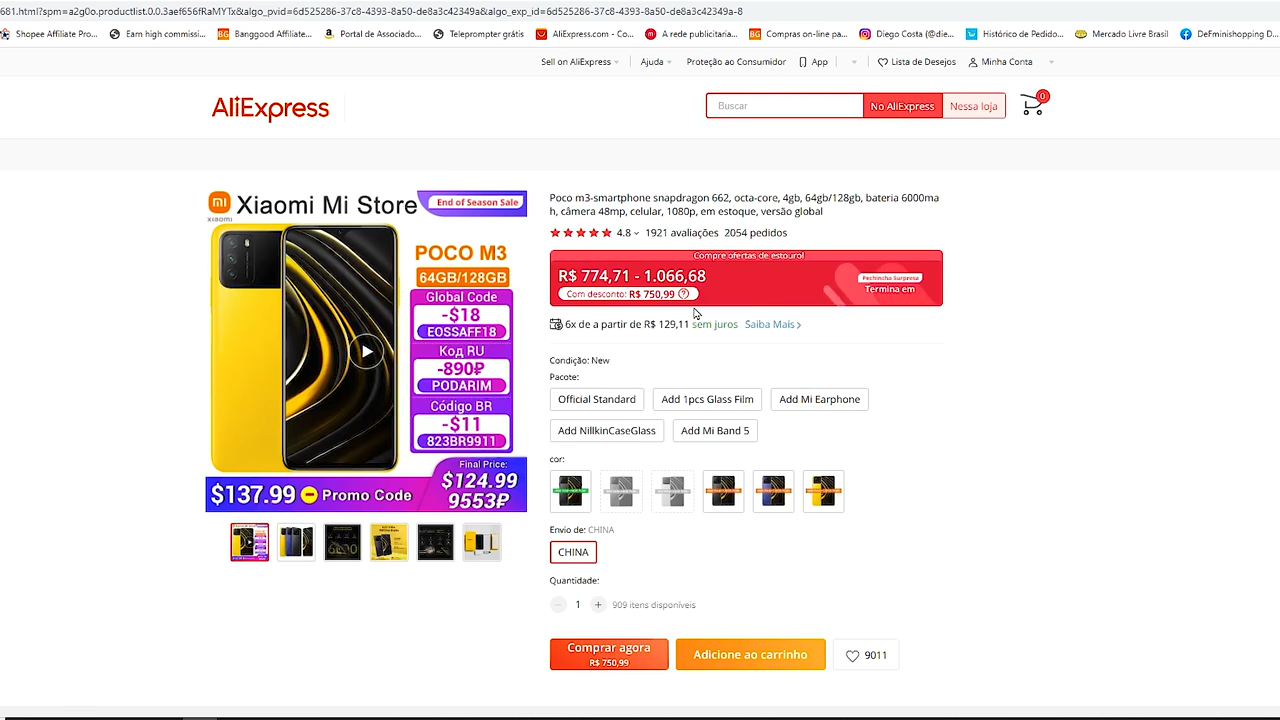 681.html?spm=a2g0o.productlist.0.0.3aef656fRaMYTx&algo_pvid=6d525286-37c8-4393-8a50-de8a3c42349a&algo_exp_id=6d525286-37c8-4393-8a50-de8a3c42349a-8
Shopee Affiliate Pro... Earn high commissi... Banggood Affiliate... Portal de Associado... Teleprompter grátis AliExpress.com - Co... A rede publicitaria... Compras on-line pa... Diego Costa (@die... Histórico de Pedido... Mercado Livre Brasil DeFminishopping D...
Sell on AliExpress Ajuda Proteção ao Consumidor App Lista de Desejos Minha Conta
AliExpress
Buscar No AliExpress Nessa loja 0
xiaomi Xiaomi Mi Store End of Season Sale
POCO M3
64GB/128GB
Global Code
-$18
EOSSAFF18
Код RU
-890₽
PODARIM
Código BR
-$11
823BR9911
Final Price:
$137.99 Promo Code $124.99
9553₽
Poco m3-smartphone snapdragon 662, octa-core, 4gb, 64gb/128gb, bateria 6000ma
h, câmera 48mp, celular, 1080p, em estoque, versão global
4.8 1921 avaliações 2054 pedidos
Compre ofertas de estouro!
R$ 774,71 - 1.066,68
Com desconto: R$ 750,99
Pechincha Surpresa
Termina em
6x de a partir de R$ 129,11 sem juros Saiba Mais
Condição: New
Pacote:
Official Standard Add 1pcs Glass Film Add Mi Earphone
Add NillkinCaseGlass Add Mi Band 5
cor:
Envio de: CHINA
CHINA
Quantidade:
1 909 itens disponíveis
Comprar agora
R$ 750,99
Adicione ao carrinho
9011